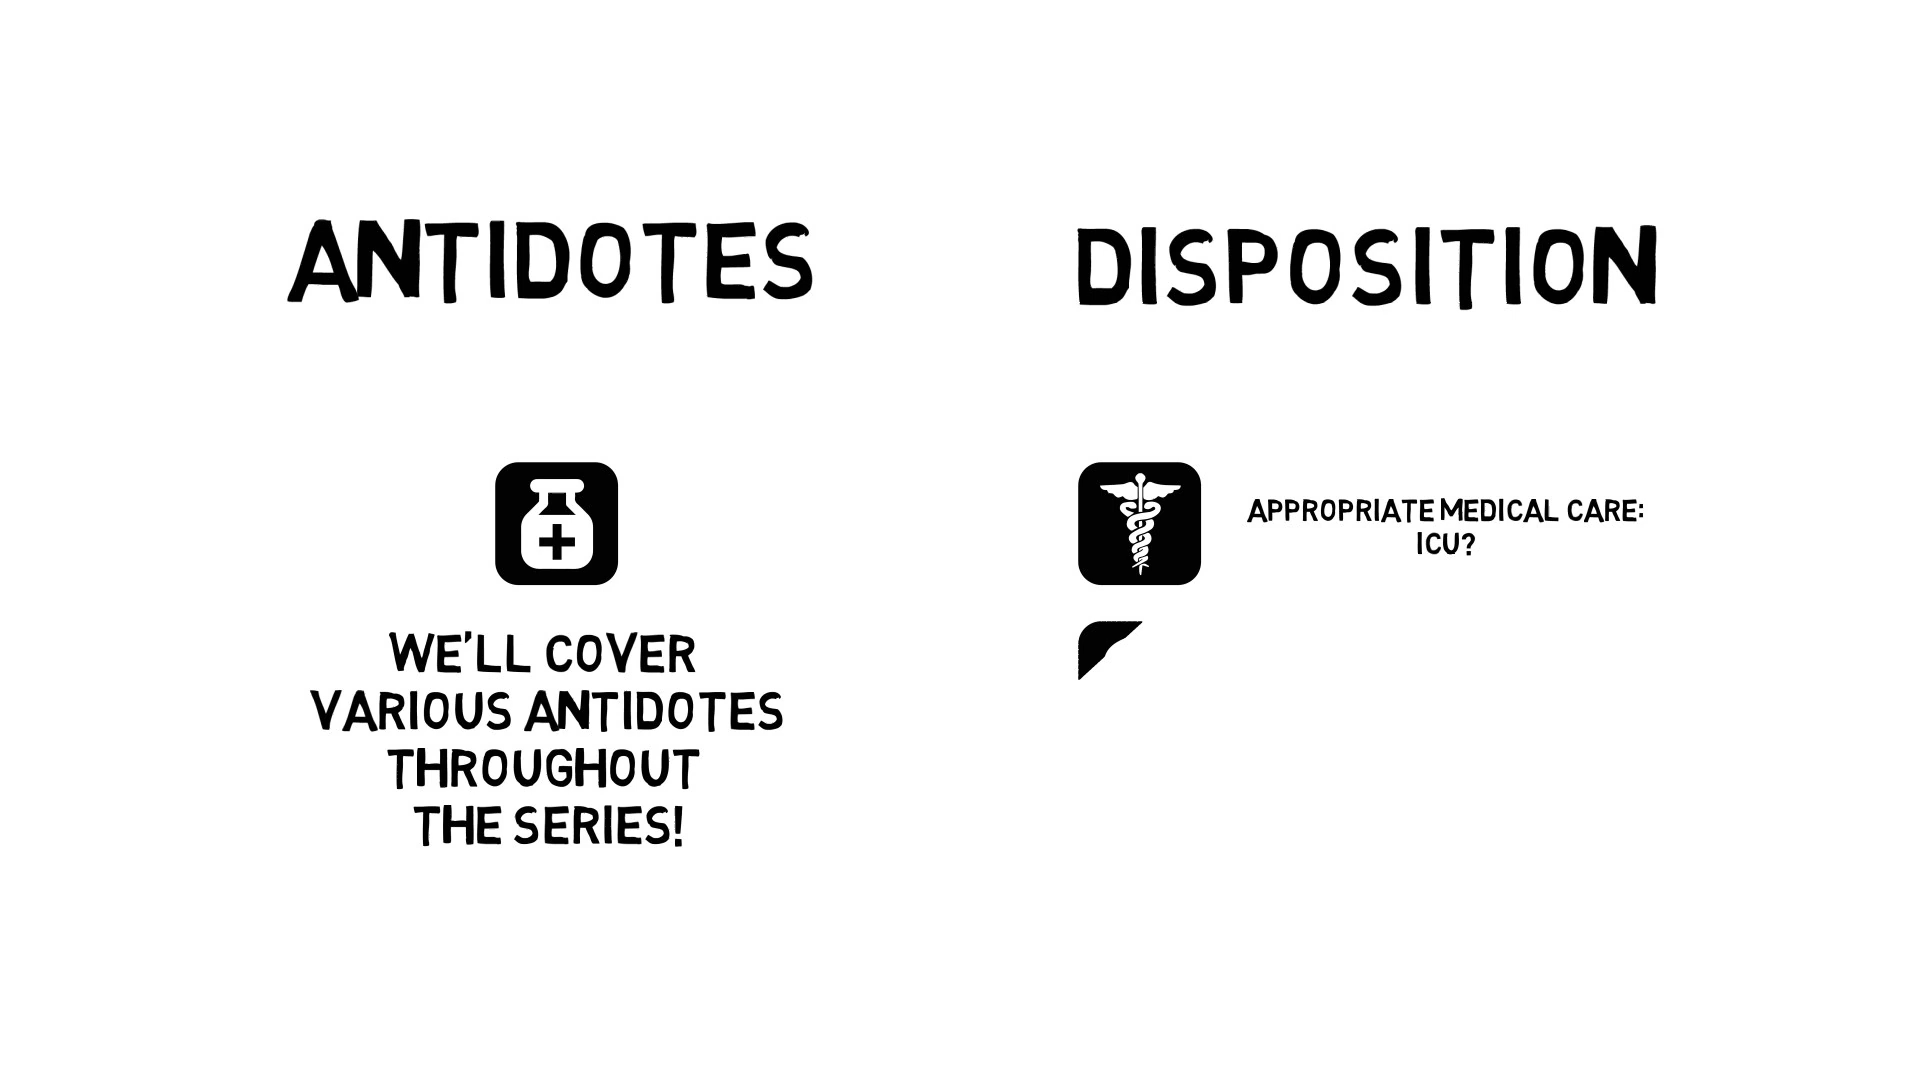 ANTIDOTES
WE'LL COVER
VARIOUS ANTIDOTES
THROUGHOUT
THE SERIES!
DISPOSITION
APPROPRIATE MEDICAL CARE:
ICU?